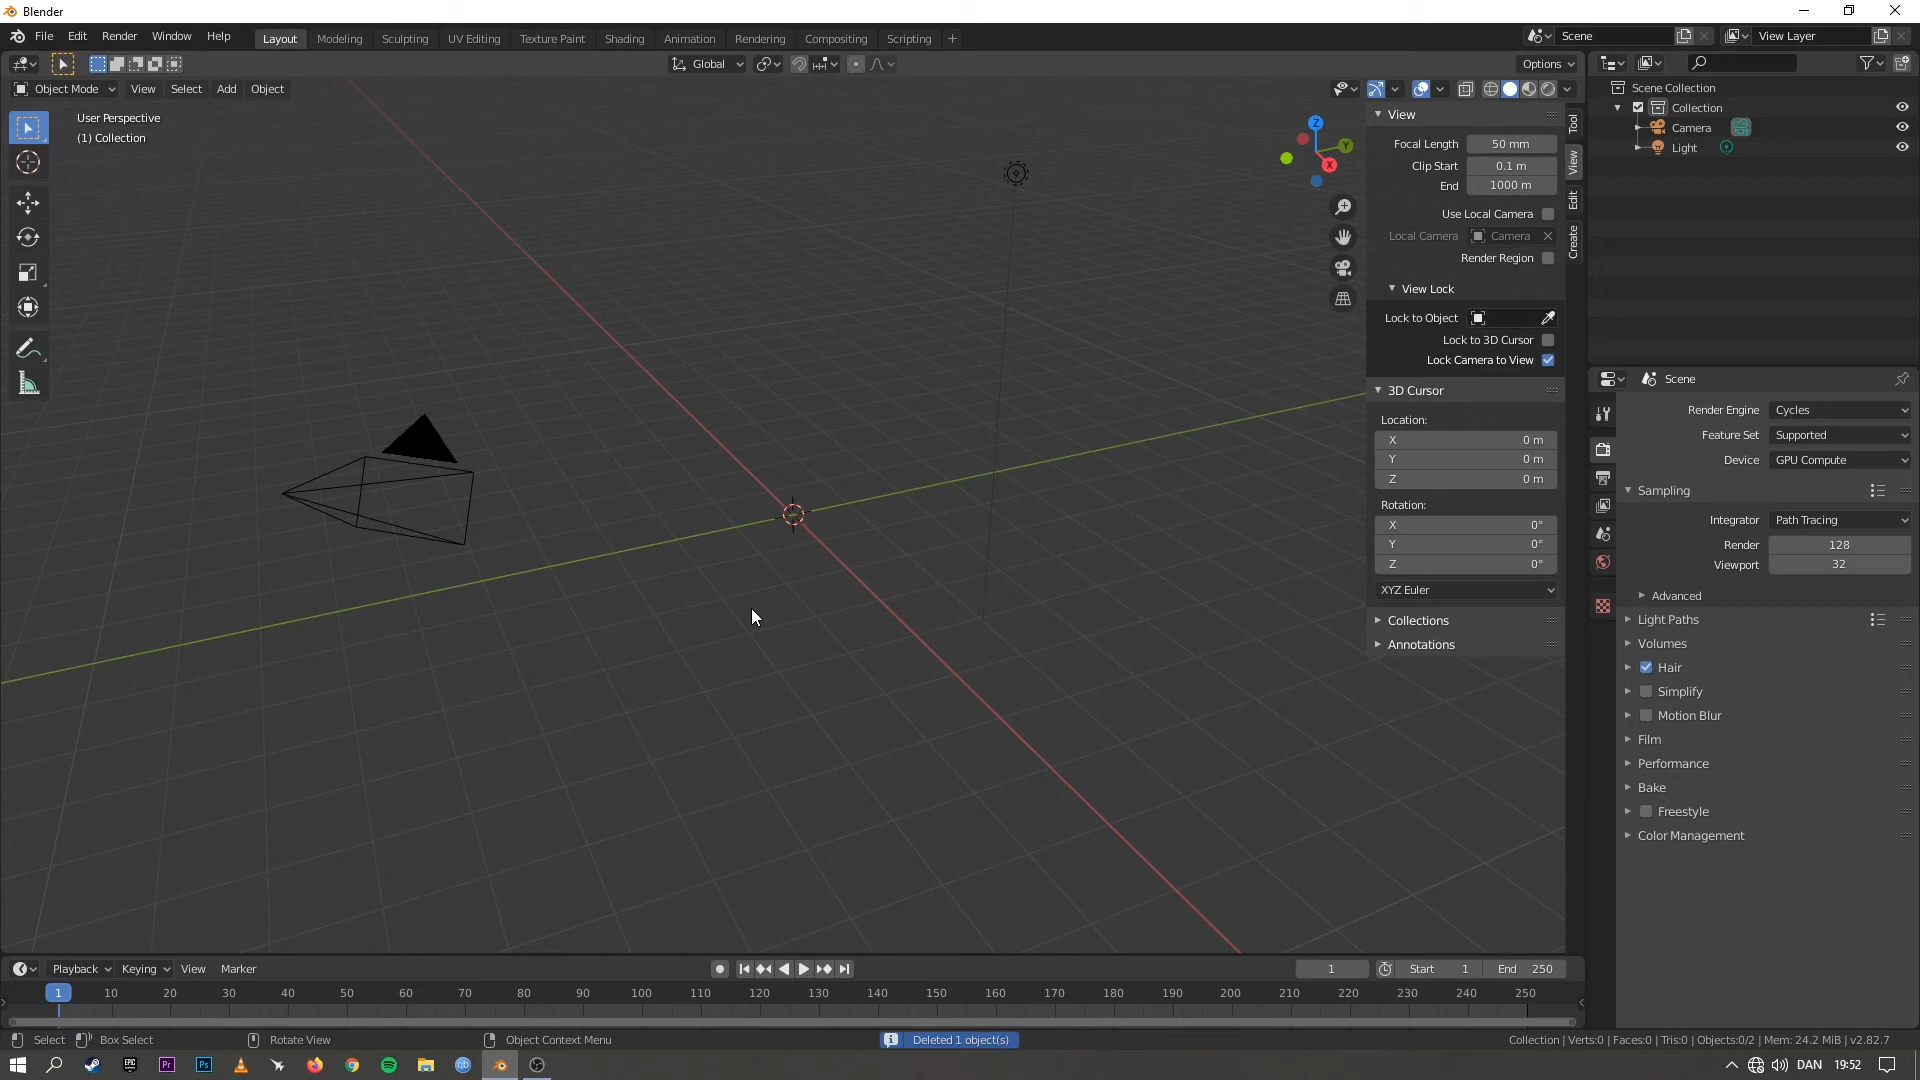 Blender
File Edit Render Window Help Layout Modeling Sculpting UV Editing Texture Paint Shading Animation Rendering Compositing Scripting + Scene View Layer
Global Options
Object Mode View Select Add Object
User Perspective
(1) Collection
Z
Y
X
View
Focal Length 50 mm
Clip Start 0.1 m
End 1000 m
Use Local Camera
Local Camera Camera
Render Region
View Lock
Lock to Object
Lock to 3D Cursor
Lock Camera to View
3D Cursor
Location:
X 0 m
Y 0 m
Z 0 m
Rotation:
X 0°
Y 0°
Z 0°
XYZ Euler
Collections
Annotations
Tool
View
Edit
Create
Scene Collection
Collection
Camera
Light
Scene
Render Engine Cycles
Feature Set Supported
Device GPU Compute
Sampling
Integrator Path Tracing
Render 128
Viewport 32
Advanced
Light Paths
Volumes
Hair
Simplify
Motion Blur
Film
Performance
Bake
Freestyle
Color Management
Playback Keying View Marker 1 Start 1 End 250
1 10 20 30 40 50 60 70 80 90 100 110 120 130 140 150 160 170 180 190 200 210 220 230 240 250
Select Box Select Rotate View Object Context Menu Deleted 1 object(s) Collection | Verts:0 | Faces:0 | Tris:0 | Objects:0/2 | Mem: 24.2 MiB | v2.82.7
EPIC Pr Ps qb DAN 19:52